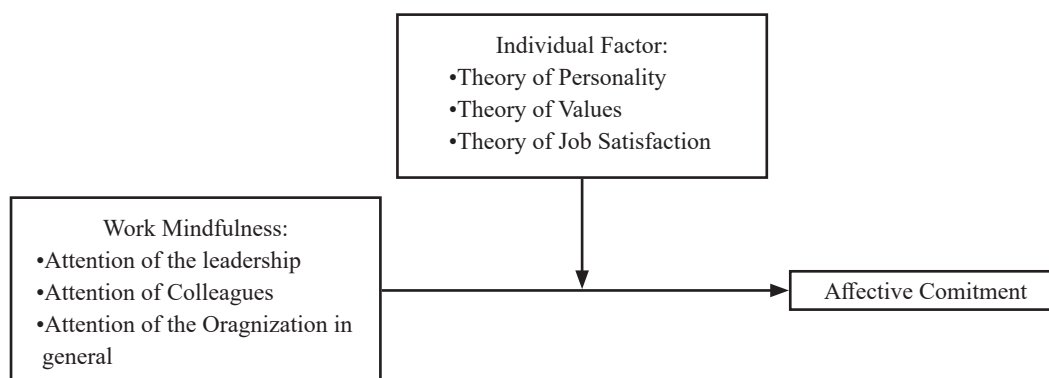 Individual Factor:
•Theory of Personality
•Theory of Values
•Theory of Job Satisfaction
Work Mindfulness:
•Attention of the leadership
•Attention of Colleagues
•Attention of the Oragnization in
general
Affective Comitment